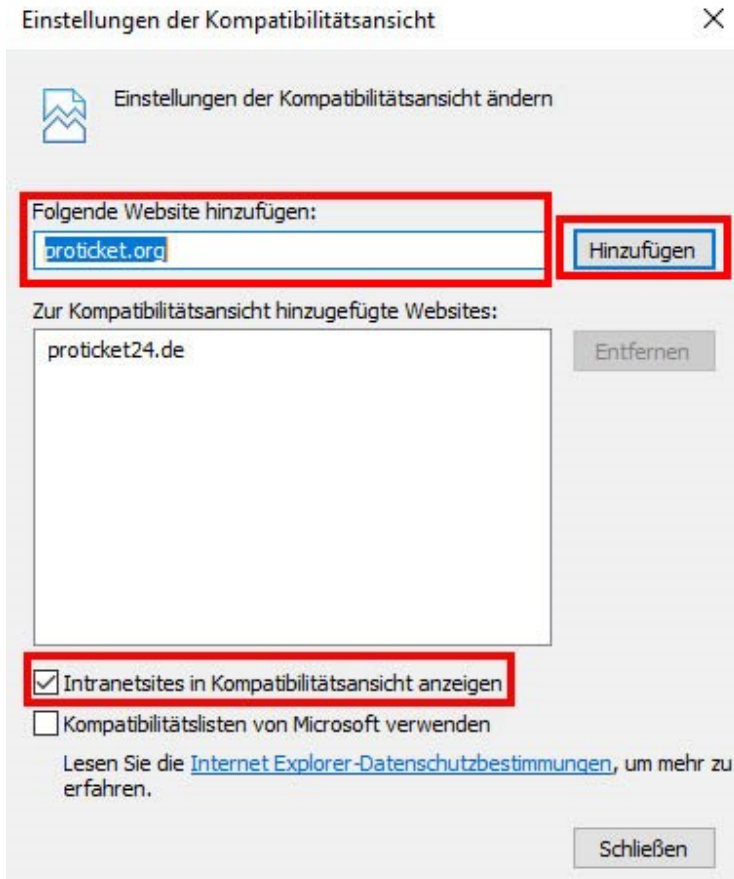 Einstellungen der Kompatibilitätsansicht
Einstellungen der Kompatibilitätsansicht ändern
Folgende Website hinzufügen:
proticket.org
Hinzufügen
Zur Kompatibilitätsansicht hinzugefügte Websites:
proticket24.de
Entfernen
Intranetsites in Kompatibilitätsansicht anzeigen
Kompatibilitätslisten von Microsoft verwenden
Lesen Sie die Internet Explorer-Datenschutzbestimmungen, um mehr zu
erfahren.
Schließen